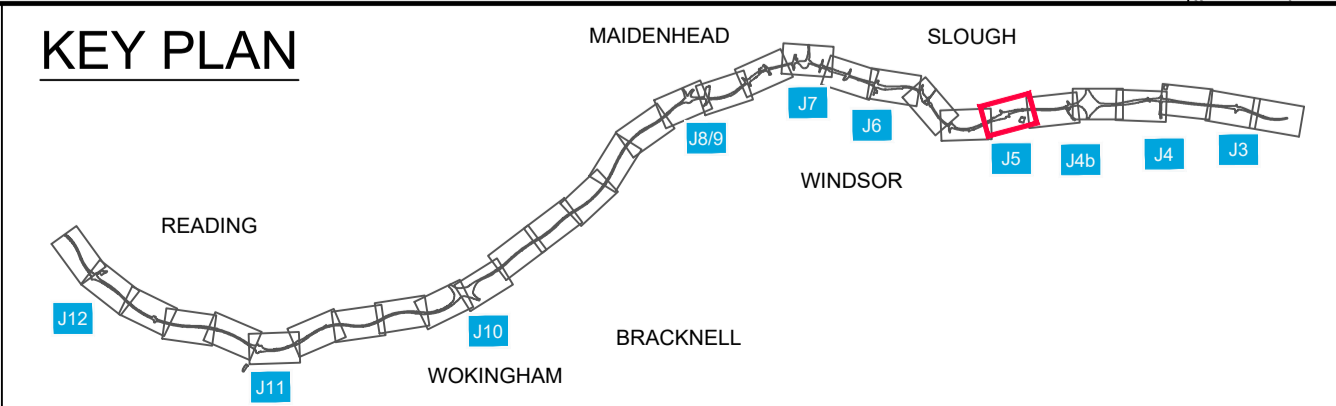 KEY PLAN
MAIDENHEAD
SLOUGH
J7
J6
J8/9
J5
J4b
J4
J3
WINDSOR
READING
J12
J10
BRACKNELL
J11
WOKINGHAM